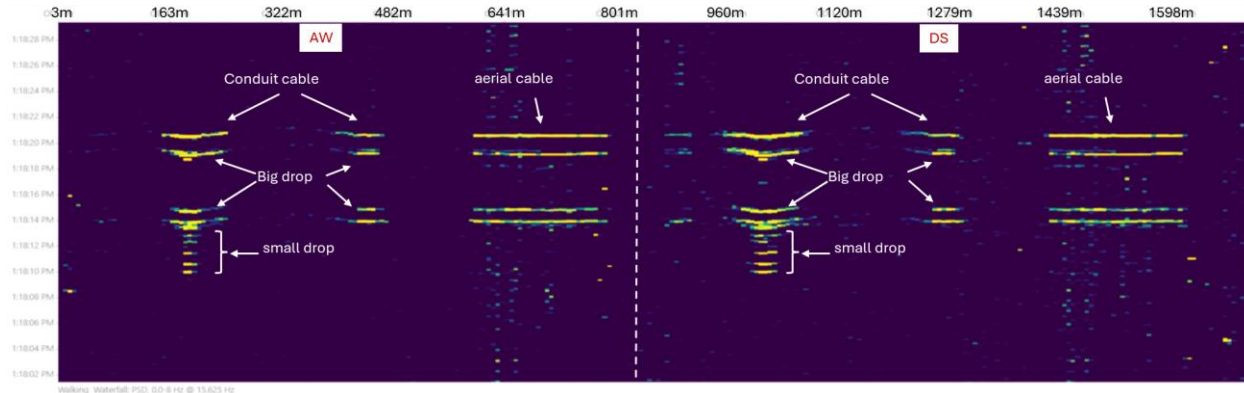 3m 163m 322m 482m 641m 801m 960m 1120m 1279m 1439m 1598m
AW
DS
1:18:28 PM
1:18:26 PM
1:18:24 PM
Conduit cable
aerial cable
Conduit cable
aerial cable
1:18:22 PM
1:18:20 PM
1:18:18 PM
Big drop
Big drop
1:18:16 PM
1:18:14 PM
1:18:12 PM
small drop
small drop
1:18:10 PM
1:18:08 PM
1:18:06 PM
1:18:04 PM
1:18:02 PM
Walking Waterfall: PSD, 0.0-8 Hz @ 15.625 Hz